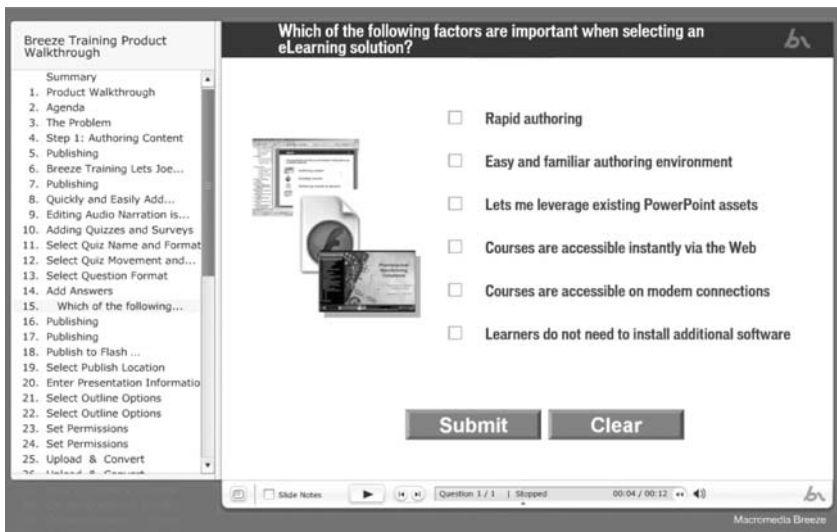 Breeze Training Product
Walkthrough
Summary
1. Product Walkthrough
2. Agenda
3. The Problem
4. Step 1: Authoring Content
5. Publishing
6. Breeze Training Lets Joe...
7. Publishing
8. Quickly and Easily Add...
9. Editing Audio Narration is...
10. Adding Quizzes and Surveys
11. Select Quiz Name and Format
12. Select Quiz Movement and...
13. Select Question Format
14. Add Answers
15. Which of the following...
16. Publishing
17. Publishing
18. Publish to Flash ...
19. Select Publish Location
20. Enter Presentation Informatio
21. Select Outline Options
22. Select Outline Options
23. Set Permissions
24. Set Permissions
25. Upload & Convert
Which of the following factors are important when selecting an
eLearning solution?
Rapid authoring
Easy and familiar authoring environment
Lets me leverage existing PowerPoint assets
Courses are accessible instantly via the Web
Courses are accessible on modem connections
Learners do not need to install additional software
Submit Clear
Slide Notes Question 1 / 1 | Stopped 00:04 / 00:12
Macromedia Breeze